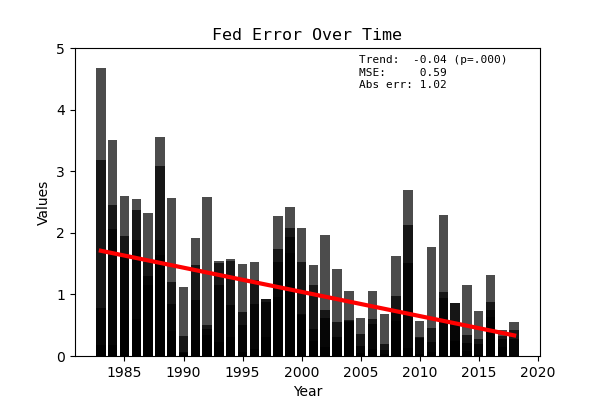 Fed Error Over Time
Trend:  -0.04 (p=.000)
MSE:     0.59
Abs err: 1.02
Values
5
4
3
2
1
0
1985 1990 1995 2000 2005 2010 2015 2020
Year